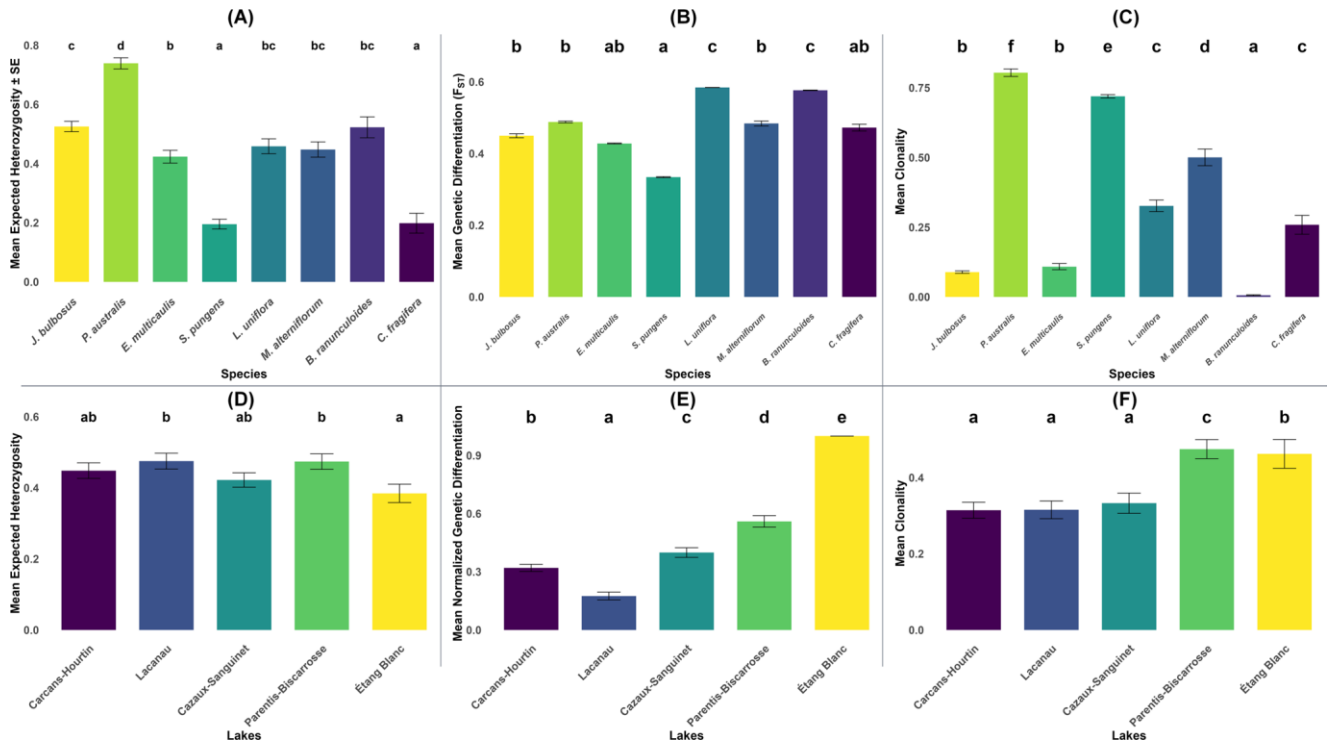 (A)
c d b a bc bc bc a
Mean Expected Heterozygosity ± SE
0.8
0.6
0.4
0.2
0.0
J. bulbosus
P. australis
E. multicaulis
S. pungens
L. uniflora
M. alterniflorum
B. ranunculoides
C. fragifera
Species
(B)
b b ab a c b c ab
Mean Genetic Differentiation (FST)
0.6
0.4
0.2
0.0
J. bulbosus
P. australis
E. multicaulis
S. pungens
L. uniflora
M. alterniflorum
B. ranunculoides
C. fragifera
Species
(C)
b f b e c d a c
Mean Clonality
0.75
0.50
0.25
0.00
J. bulbosus
P. australis
E. multicaulis
S. pungens
L. uniflora
M. alterniflorum
B. ranunculoides
C. fragifera
Species
(D)
ab b ab b a
Mean Expected Heterozygosity
0.6
0.4
0.2
0.0
Carcans-Hourtin
Lacanau
Cazaux-Sanguinet
Parentis-Biscarrosse
Étang Blanc
Lakes
(E)
b a c d e
Mean Normalized Genetic Differentiation
0.9
0.6
0.3
0.0
Carcans-Hourtin
Lacanau
Cazaux-Sanguinet
Parentis-Biscarrosse
Étang Blanc
Lakes
(F)
a a a c b
Mean Clonality
0.4
0.2
0.0
Carcans-Hourtin
Lacanau
Cazaux-Sanguinet
Parentis-Biscarrosse
Étang Blanc
Lakes